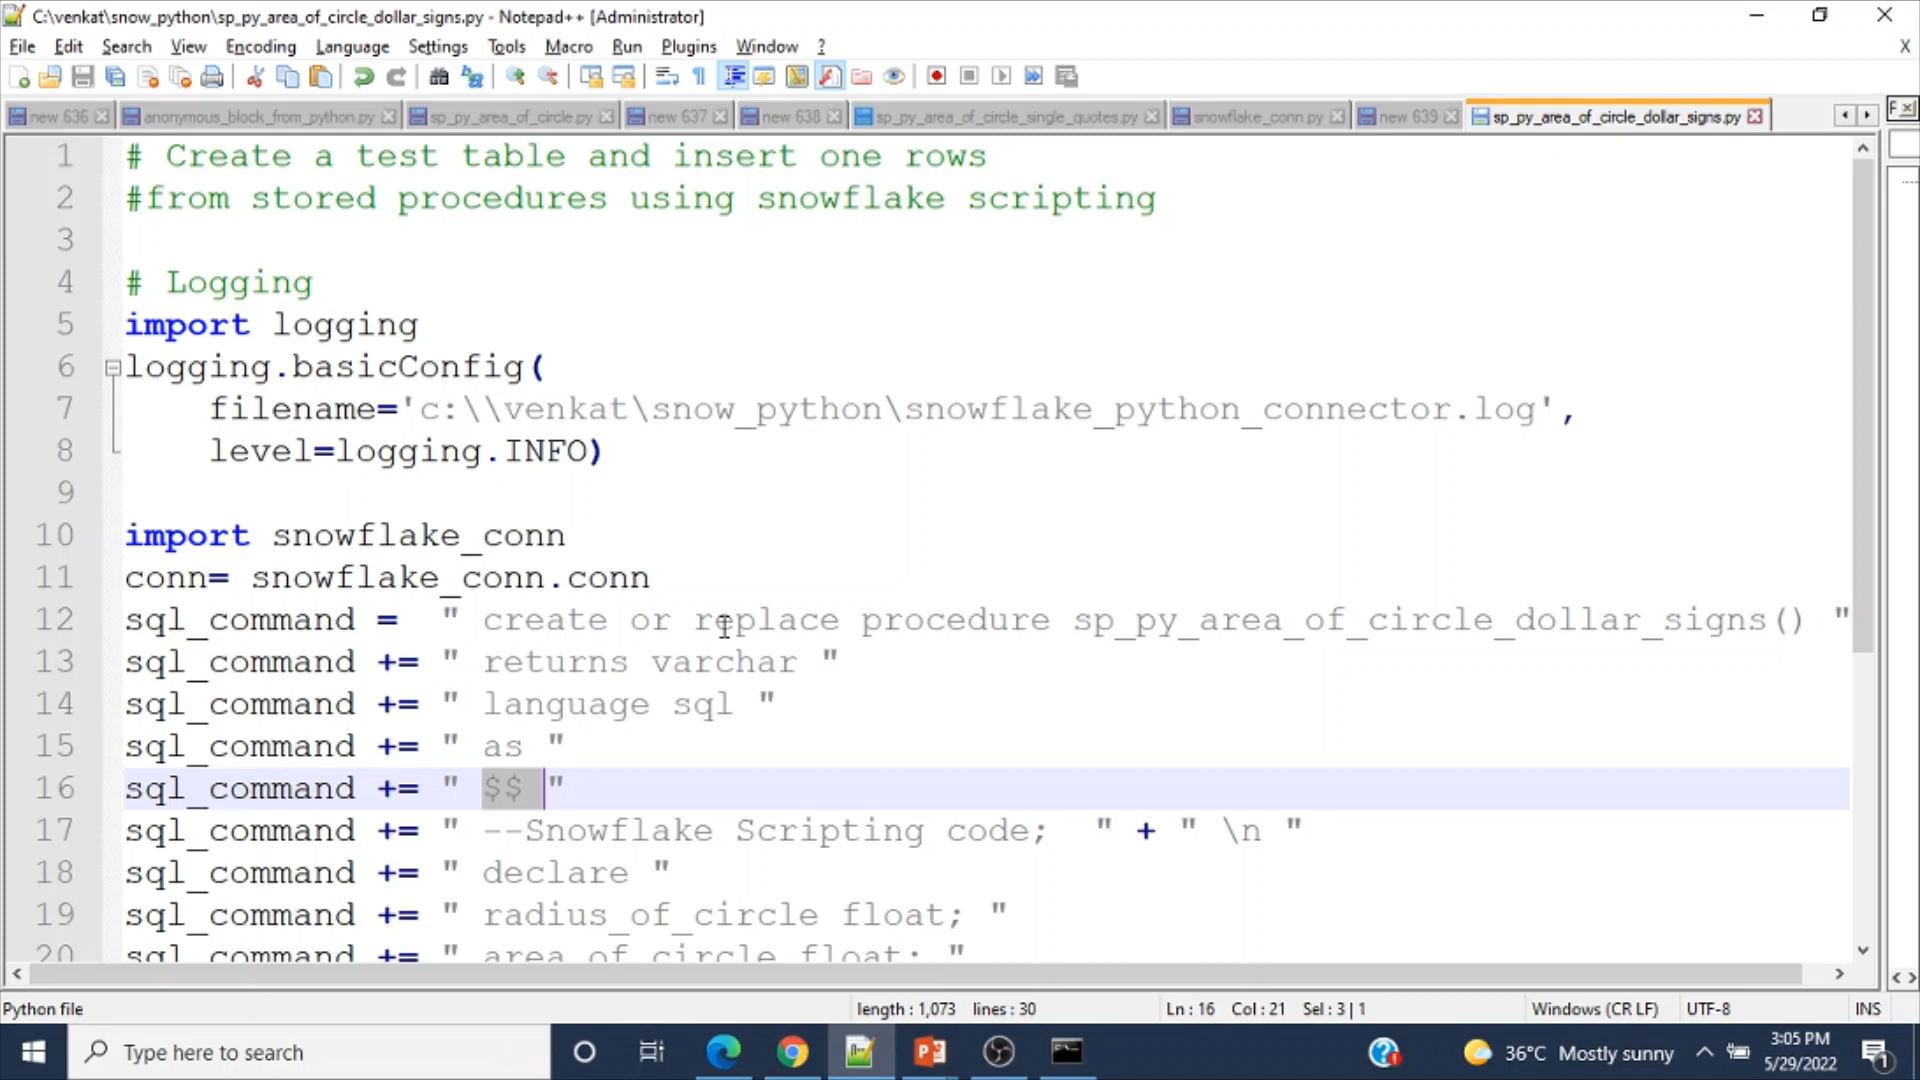 C:\venkat\snow_python\sp_py_area_of_circle_dollar_signs.py - Notepad++ [Administrator]
File Edit Search View Encoding Language Settings Tools Macro Run Plugins Window ? X
new 636 anonymous_block_from_python.py sp_py_area_of_circle.py new 637 new 638 sp_py_area_of_circle_single_quotes.py snowflake_conn.py new 639 sp_py_area_of_circle_dollar_signs.py F
1 # Create a test table and insert one rows
2 #from stored procedures using snowflake scripting
3
4 # Logging
5 import logging
6 logging.basicConfig(
7 filename='c:\\venkat\snow_python\snowflake_python_connector.log',
8 level=logging.INFO)
9
10 import snowflake_conn
11 conn= snowflake_conn.conn
12 sql_command = " create or replace procedure sp_py_area_of_circle_dollar_signs() "
13 sql_command += " returns varchar "
14 sql_command += " language sql "
15 sql_command += " as "
16 sql_command += " $$ "
17 sql_command += " --Snowflake Scripting code; " + " \n "
18 sql_command += " declare "
19 sql_command += " radius_of_circle float; "
20 sql_command += " area_of_circle float; "
Python file length : 1,073 lines : 30 Ln : 16 Col : 21 Sel : 3 | 1 Windows (CR LF) UTF-8 INS
Type here to search 36°C Mostly sunny 3:05 PM
5/29/2022 1